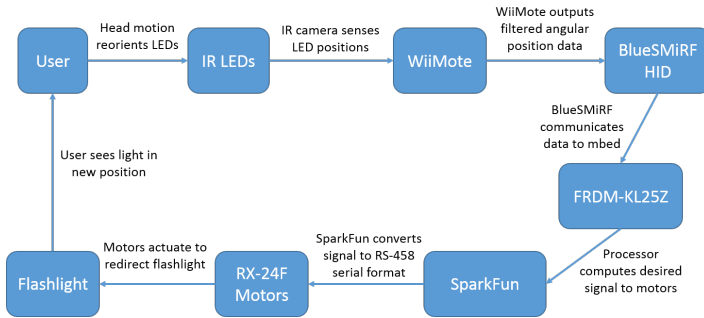 User
Head motion
reorients LEDs
IR LEDs
IR camera senses
LED positions
WiiMote
WiiMote outputs
filtered angular
position data
BlueSMiRF
HID
BlueSMiRF
communicates
data to mbed
FRDM-KL25Z
Processor
computes desired
signal to motors
SparkFun
SparkFun converts
signal to RS-458
serial format
RX-24F
Motors
Motors actuate to
redirect flashlight
Flashlight
User sees light in
new position